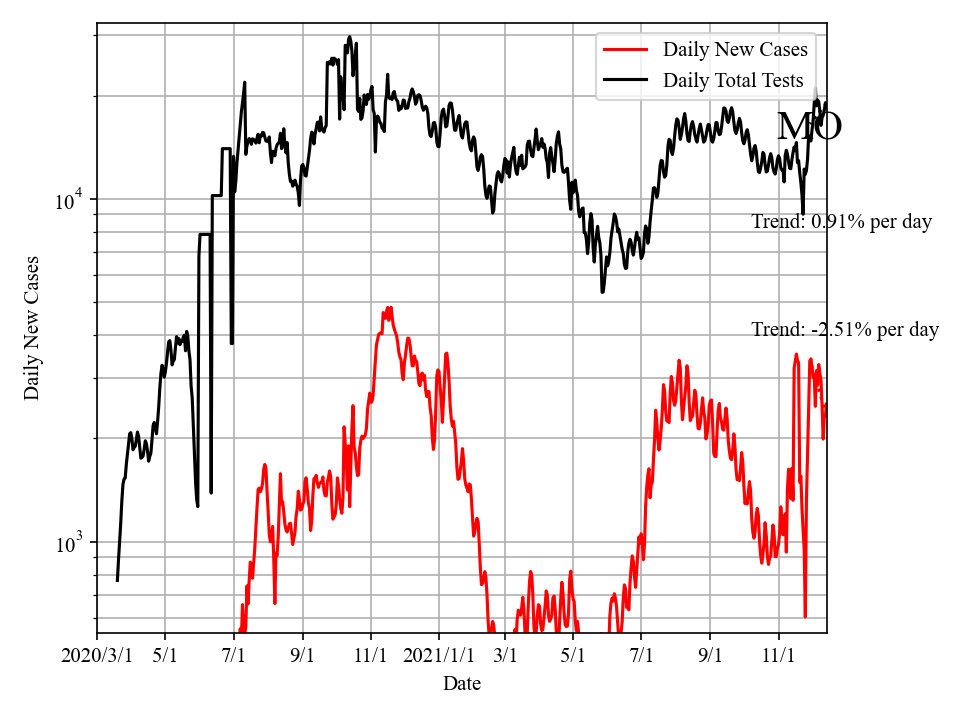 Daily New Cases
Daily Total Tests
MO
Trend: 0.91% per day
Trend: -2.51% per day
10^4
10^3
Daily New Cases
2020/3/1 5/1 7/1 9/1 11/1 2021/1/1 3/1 5/1 7/1 9/1 11/1
Date